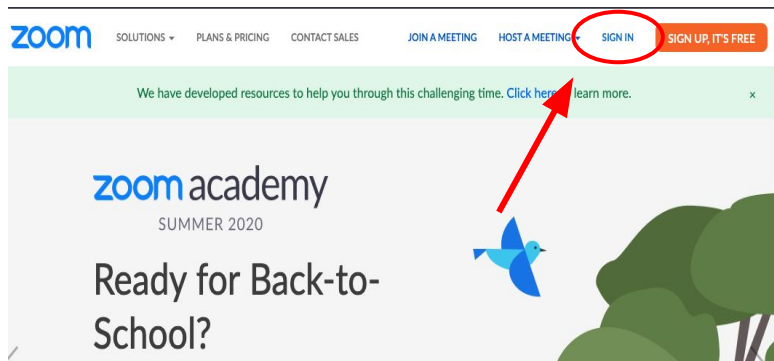 zoom SOLUTIONS PLANS & PRICING CONTACT SALES JOIN A MEETING HOST A MEETING SIGN IN SIGN UP, IT'S FREE
We have developed resources to help you through this challenging time. Click here learn more. x
zoom academy
SUMMER 2020
Ready for Back-to-
School?